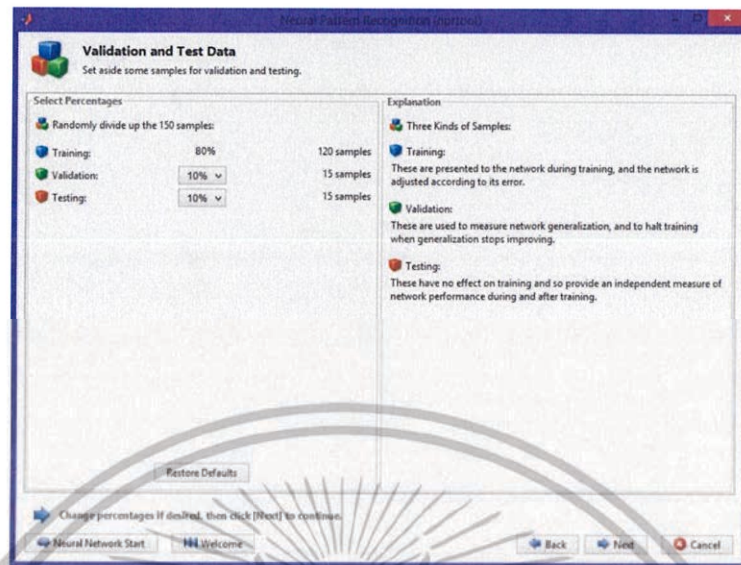 Neural Pattern Recognition (nprtool)
Validation and Test Data
Set aside some samples for validation and testing.
Select Percentages
Randomly divide up the 150 samples:
Training: 80% 120 samples
Validation: 10% 15 samples
Testing: 10% 15 samples
Restore Defaults
Explanation
Three Kinds of Samples:
Training:
These are presented to the network during training, and the network is
adjusted according to its error.
Validation:
These are used to measure network generalization, and to halt training
when generalization stops improving.
Testing:
These have no effect on training and so provide an independent measure of
network performance during and after training.
Change percentages if desired, then click [Next] to continue.
Neural Network Start Welcome Back Next Cancel